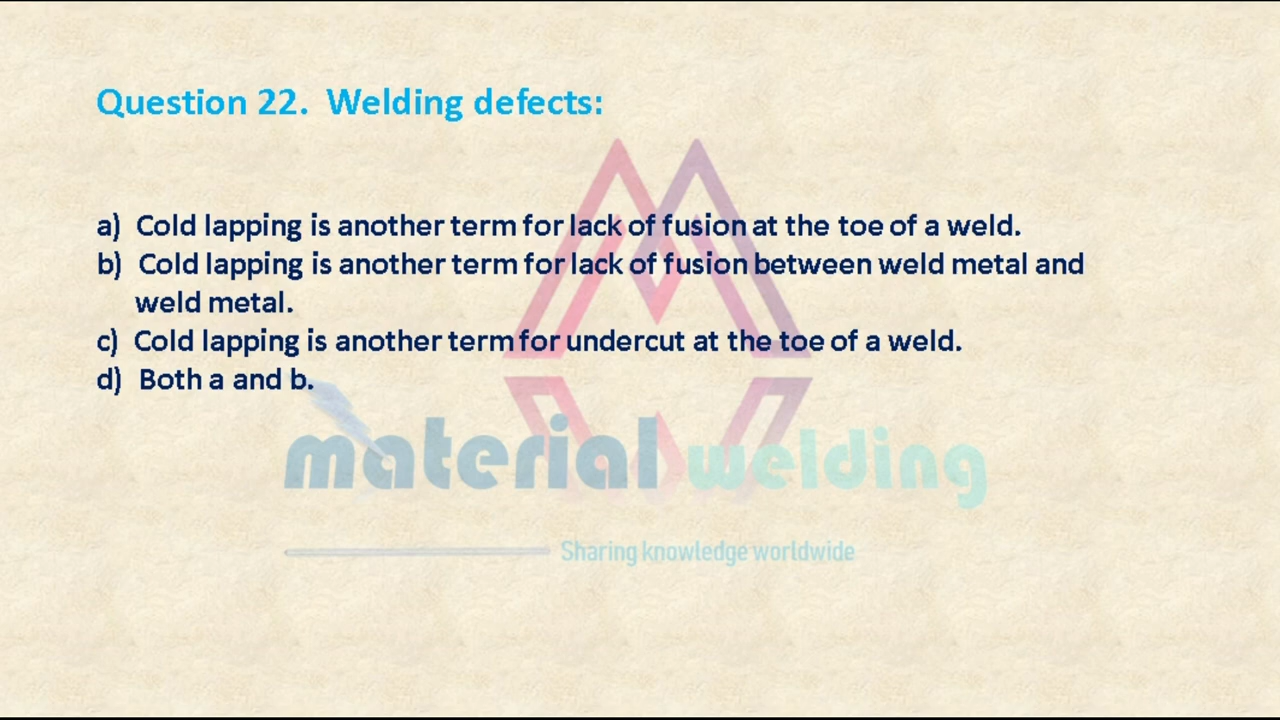 Question 22. Welding defects:
a) Cold lapping is another term for lack of fusion at the toe of a weld.
b) Cold lapping is another term for lack of fusion between weld metal and
weld metal.
c) Cold lapping is another term for undercut at the toe of a weld.
d) Both a and b.
material welding
Sharing knowledge worldwide